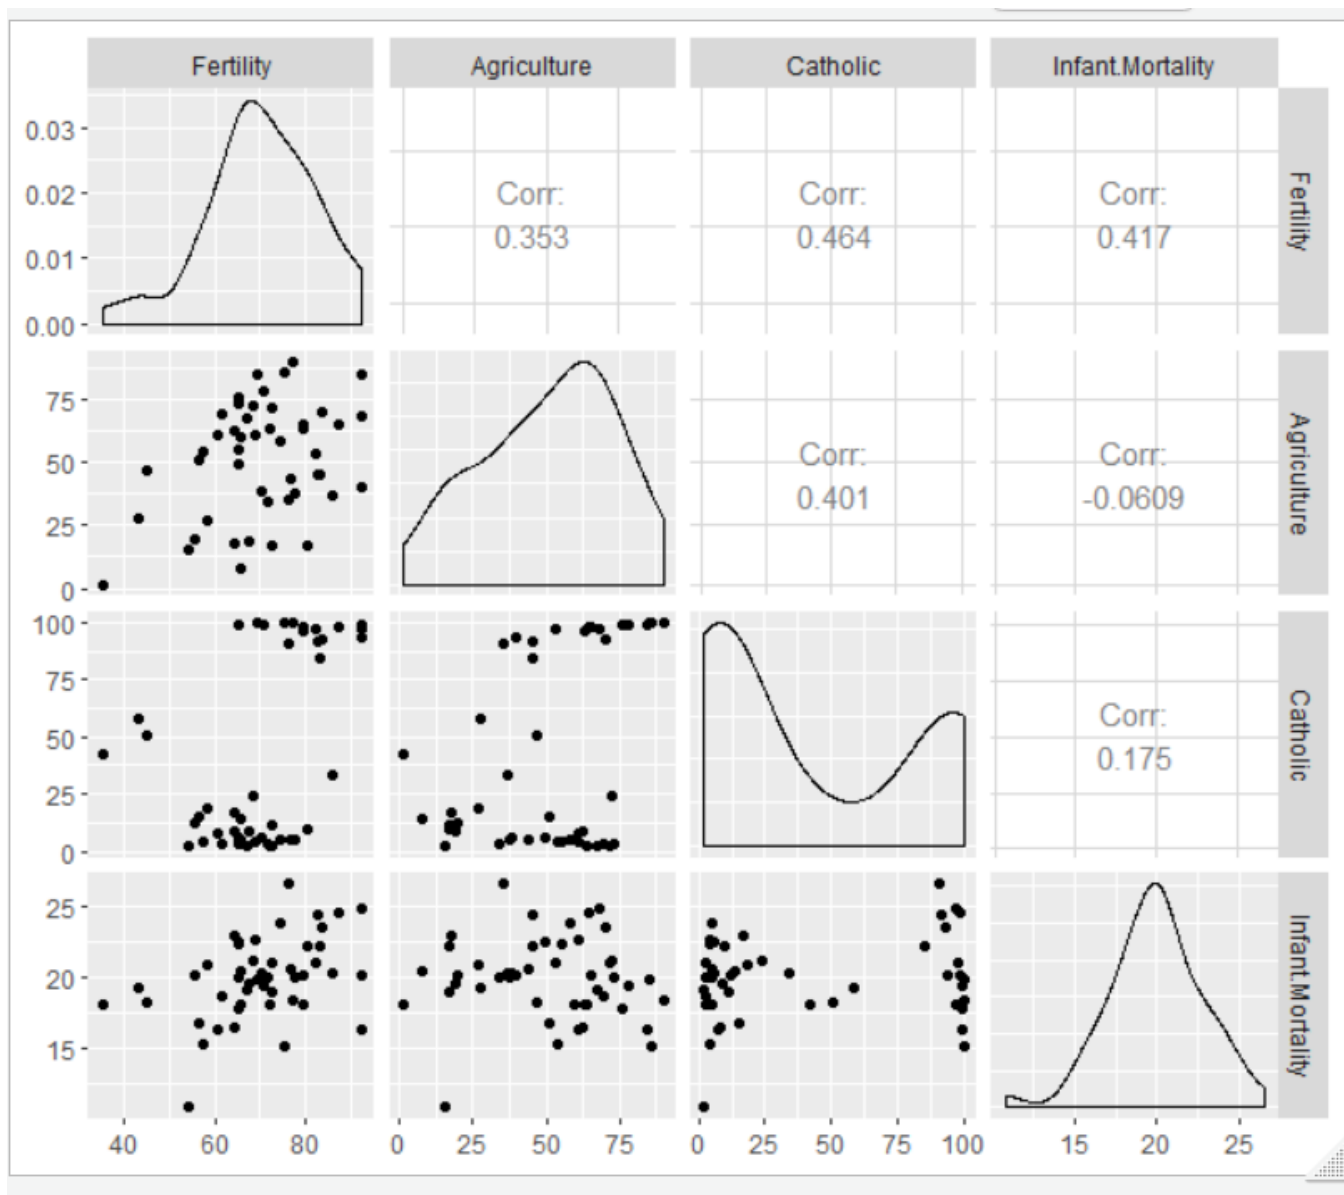 Fertility
Agriculture
Catholic
Infant.Mortality
0.03
0.02
0.01
0.00
Corr:
0.353
Corr:
0.464
Corr:
0.417
Fertility
75
50
25
0
Corr:
0.401
Corr:
-0.0609
Agriculture
100
75
50
25
0
Corr:
0.175
Catholic
25
20
15
Infant.Mortality
40 60 80 0 25 50 75 0 25 50 75 100 15 20 25